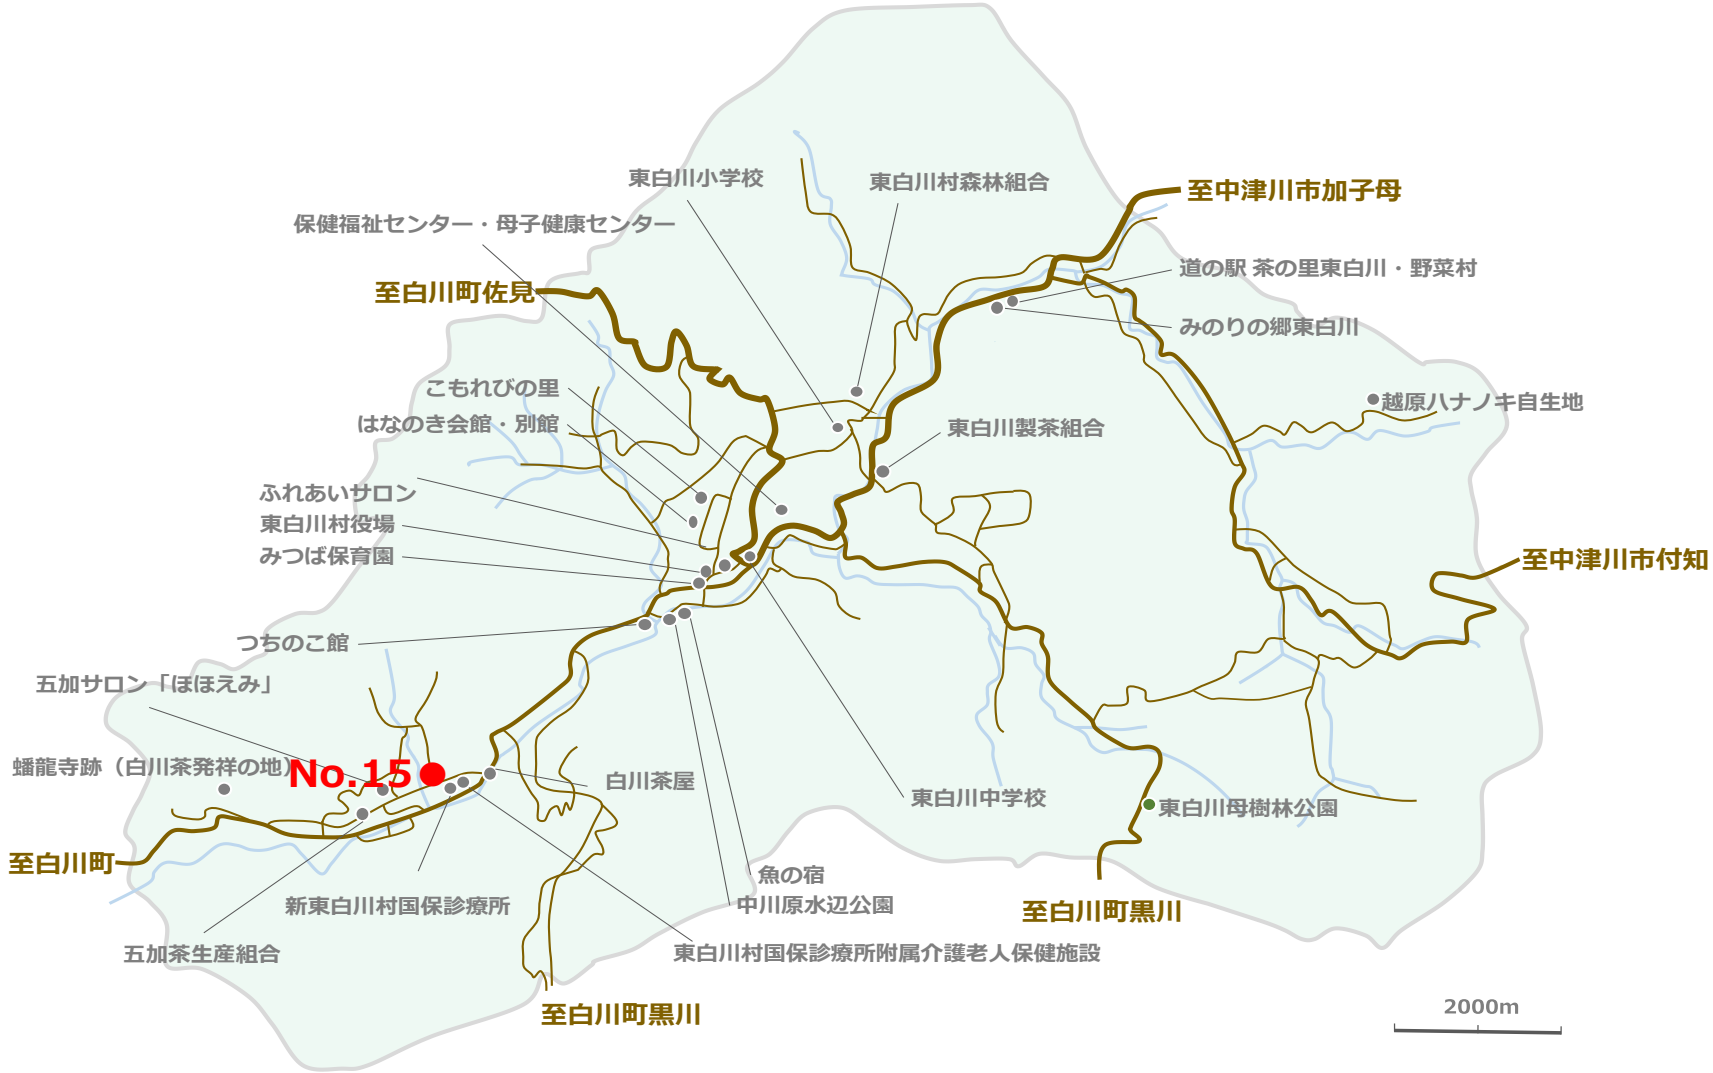 東白川小学校
東白川村森林組合
至中津川市加子母
保健福祉センター・母子健康センター
道の駅 茶の里東白川・野菜村
至白川町佐見
みのりの郷東白川
こもれびの里
越原ハナノキ自生地
はなのき会館・別館
東白川製茶組合
ふれあいサロン
東白川村役場
みつば保育園
至中津川市付知
つちのこ館
五加サロン「ほほえみ」
蟠龍寺跡（白川茶発祥の地）
No.15
白川茶屋
東白川中学校
東白川母樹林公園
至白川町
魚の宿
新東白川村国保診療所
中川原水辺公園
至白川町黒川
五加茶生産組合
東白川村国保診療所附属介護老人保健施設
至白川町黒川
2000m